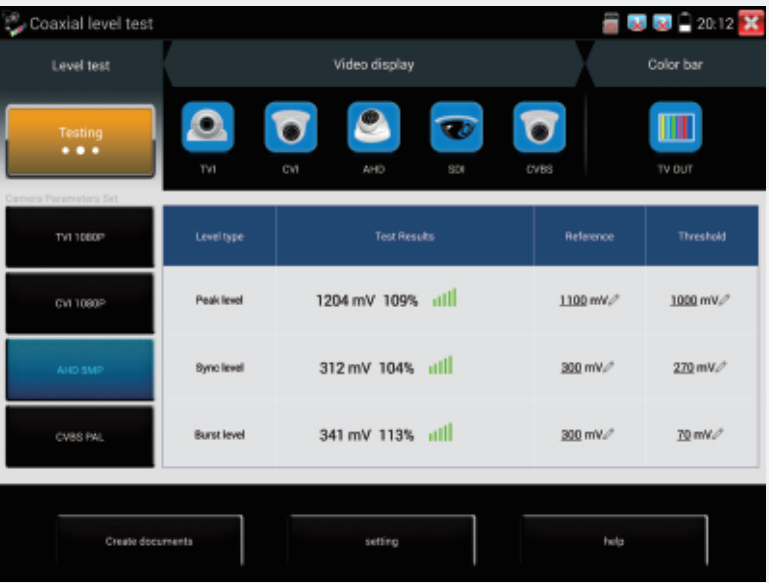 Coaxial level test
20:12
Level test
Video display
Color bar
Testing
TVI
CVI
AHD
SDI
CVBS
TV OUT
Camera Parameters Set
TVI 1080P
CVI 1080P
AHD 5MP
CVBS PAL
Level type Test Results Reference Threshold
Peak level 1204 mV 109% 1100 mV 1000 mV
Sync level 312 mV 104% 300 mV 270 mV
Burst level 341 mV 113% 300 mV 70 mV
Create documents
setting
help